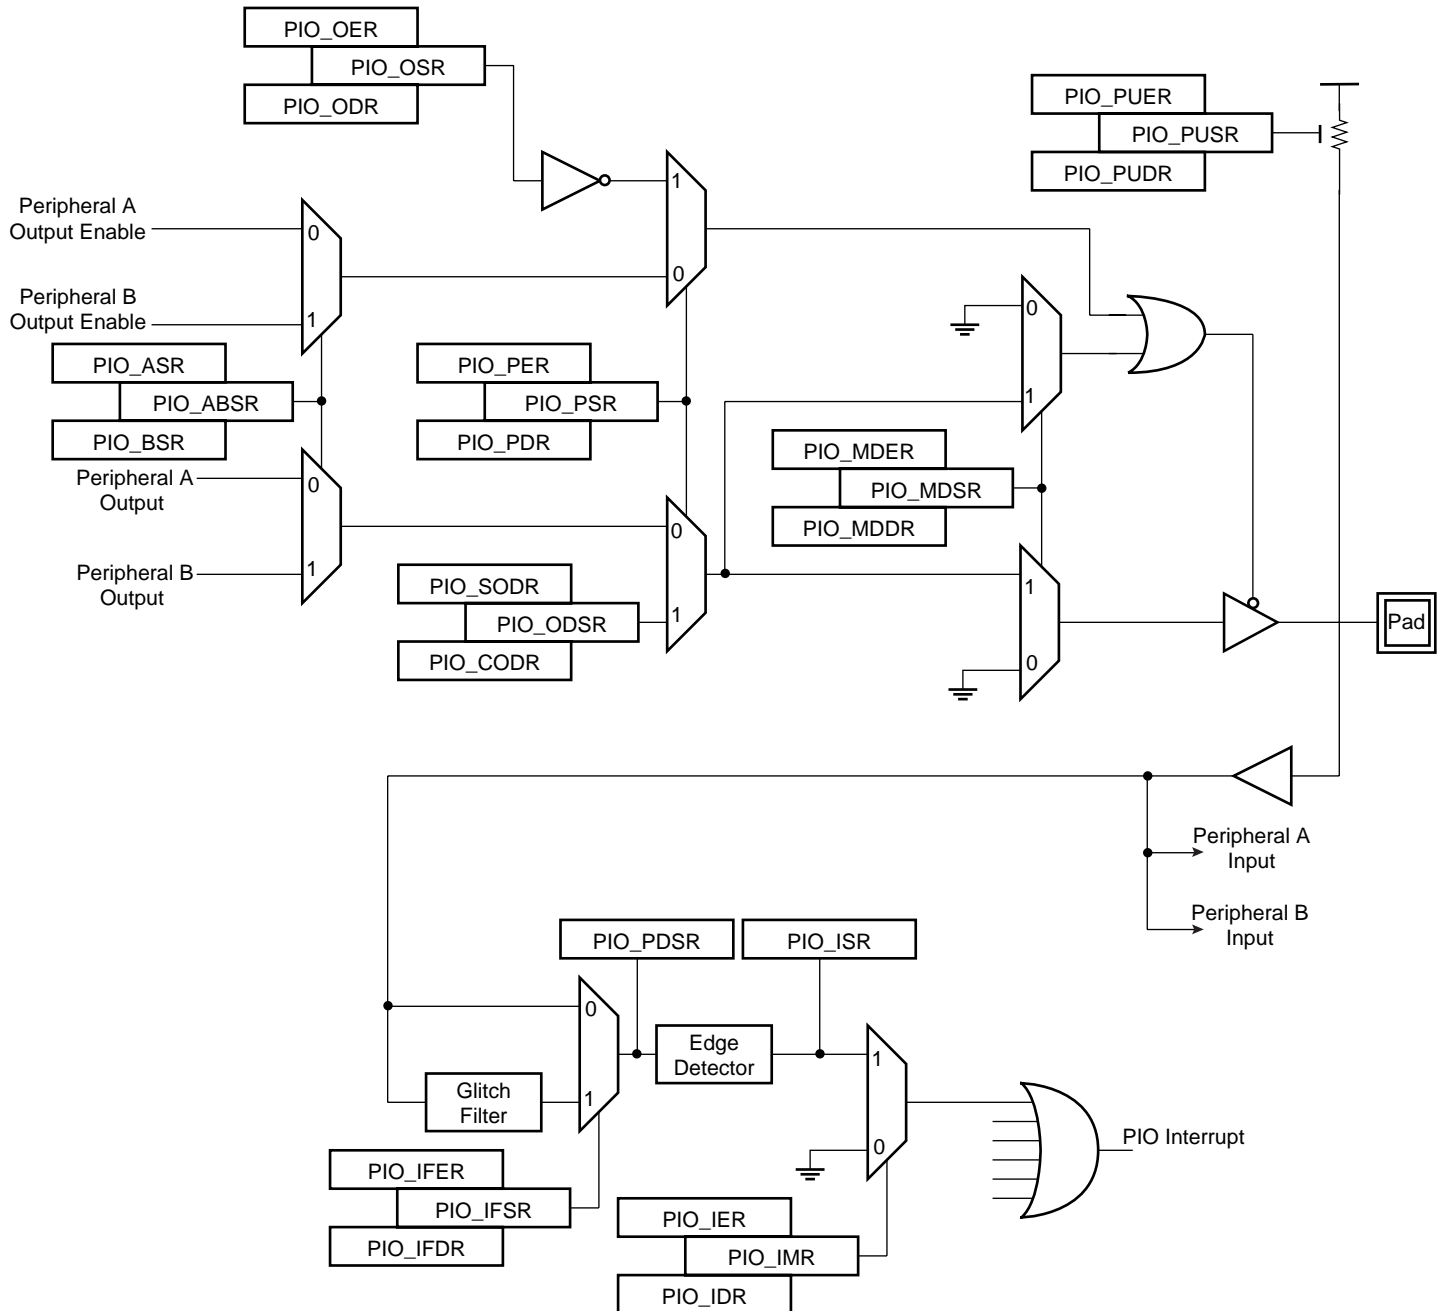 PIO_OER
PIO_OSR
PIO_ODR
PIO_PUER
PIO_PUSR
PIO_PUDR
1
0
Peripheral A
Output Enable
0
Peripheral B
Output Enable
1
PIO_ASR
PIO_ABSR
PIO_BSR
PIO_PER
PIO_PSR
PIO_PDR
0
1
PIO_MDER
PIO_MDSR
PIO_MDDR
Peripheral A
Output
0
Peripheral B
Output
1
0
1
PIO_SODR
PIO_ODSR
PIO_CODR
1
0
Pad
Peripheral A
Input
Peripheral B
Input
PIO_PDSR
PIO_ISR
0
1
Glitch
Filter
Edge
Detector
1
0
PIO Interrupt
PIO_IFER
PIO_IFSR
PIO_IFDR
PIO_IER
PIO_IMR
PIO_IDR